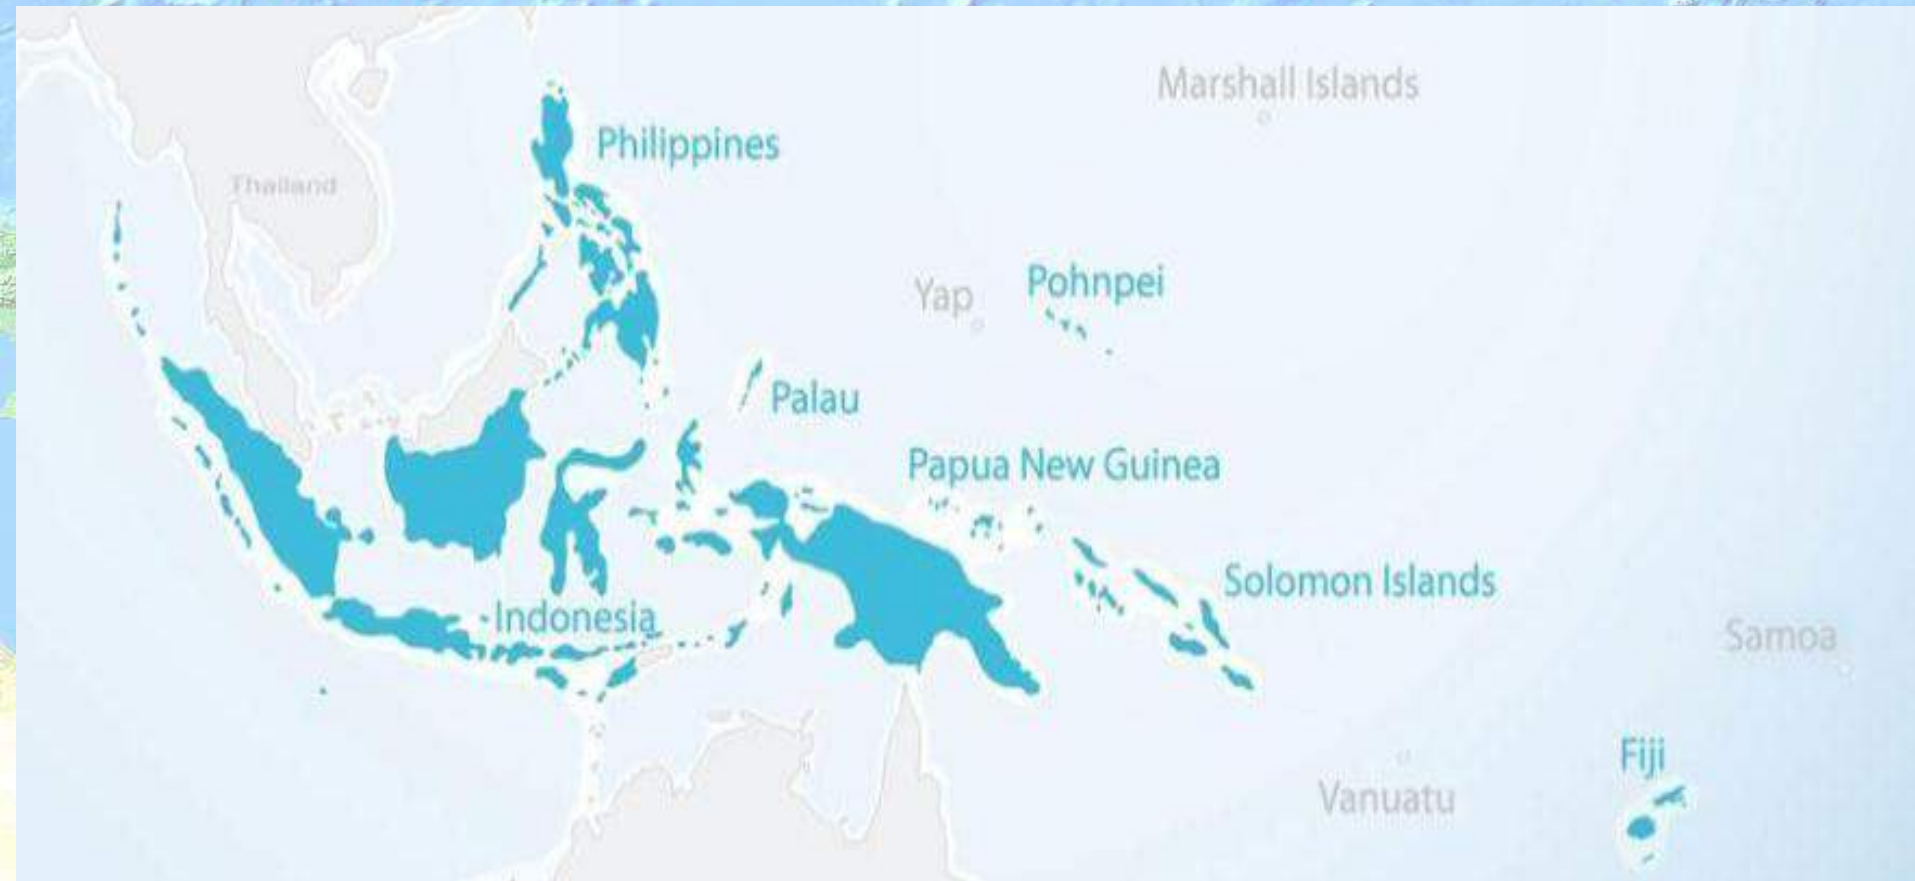 Marshall Islands
Philippines
Thailand
Yap
Pohnpei
Palau
Papua New Guinea
Solomon Islands
Indonesia
Samoa
Fiji
Vanuatu